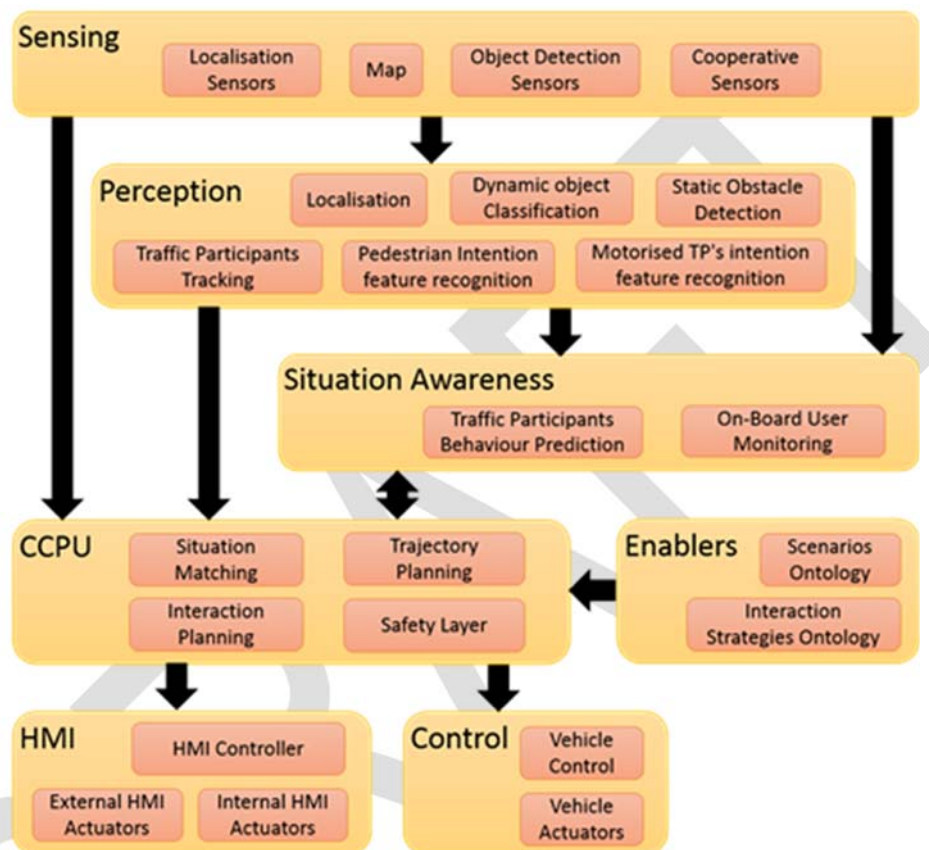 Sensing
Localisation
Sensors
Map
Object Detection
Sensors
Cooperative
Sensors
Perception
Localisation
Dynamic object
Classification
Static Obstacle
Detection
Traffic Participants
Tracking
Pedestrian Intention
feature recognition
Motorised TP's intention
feature recognition
Situation Awareness
Traffic Participants
Behaviour Prediction
On-Board User
Monitoring
CCPU
Situation
Matching
Trajectory
Planning
Interaction
Planning
Safety Layer
Enablers
Scenarios
Ontology
Interaction
Strategies Ontology
HMI
HMI Controller
External HMI
Actuators
Internal HMI
Actuators
Control
Vehicle
Control
Vehicle
Actuators